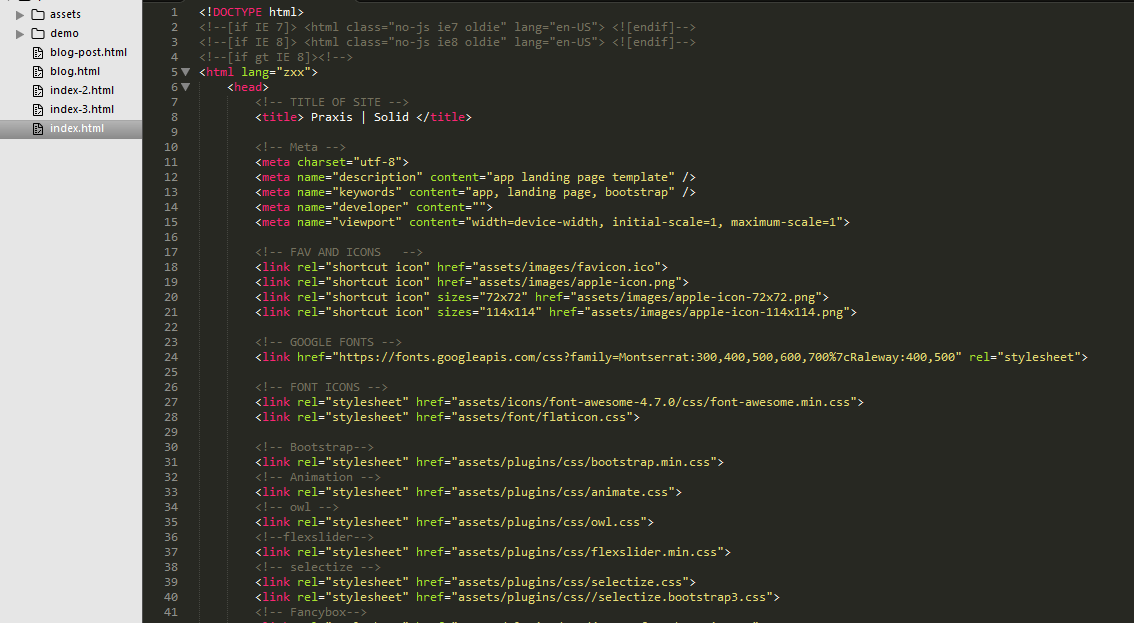 assets
demo
blog-post.html
blog.html
index-2.html
index-3.html
index.html
1 <!DOCTYPE html>
2 <!--[if IE 7]> <html class="no-js ie7 oldie" lang="en-US"> <![endif]-->
3 <!--[if IE 8]> <html class="no-js ie8 oldie" lang="en-US"> <![endif]-->
4 <!--[if gt IE 8]><!-->
5 <html lang="zxx">
6 <head>
7 <!-- TITLE OF SITE -->
8 <title> Praxis | Solid </title>
9
10 <!-- Meta -->
11 <meta charset="utf-8">
12 <meta name="description" content="app landing page template" />
13 <meta name="keywords" content="app, landing page, bootstrap" />
14 <meta name="developer" content="">
15 <meta name="viewport" content="width=device-width, initial-scale=1, maximum-scale=1">
16
17 <!-- FAV AND ICONS   -->
18 <link rel="shortcut icon" href="assets/images/favicon.ico">
19 <link rel="shortcut icon" href="assets/images/apple-icon.png">
20 <link rel="shortcut icon" sizes="72x72" href="assets/images/apple-icon-72x72.png">
21 <link rel="shortcut icon" sizes="114x114" href="assets/images/apple-icon-114x114.png">
22
23 <!-- GOOGLE FONTS -->
24 <link href="https://fonts.googleapis.com/css?family=Montserrat:300,400,500,600,700%7cRaleway:400,500" rel="stylesheet">
25
26 <!-- FONT ICONS -->
27 <link rel="stylesheet" href="assets/icons/font-awesome-4.7.0/css/font-awesome.min.css">
28 <link rel="stylesheet" href="assets/font/flaticon.css">
29
30 <!-- Bootstrap-->
31 <link rel="stylesheet" href="assets/plugins/css/bootstrap.min.css">
32 <!-- Animation -->
33 <link rel="stylesheet" href="assets/plugins/css/animate.css">
34 <!-- owl -->
35 <link rel="stylesheet" href="assets/plugins/css/owl.css">
36 <!--flexslider-->
37 <link rel="stylesheet" href="assets/plugins/css/flexslider.min.css">
38 <!-- selectize -->
39 <link rel="stylesheet" href="assets/plugins/css/selectize.css">
40 <link rel="stylesheet" href="assets/plugins/css//selectize.bootstrap3.css">
41 <!-- Fancybox-->